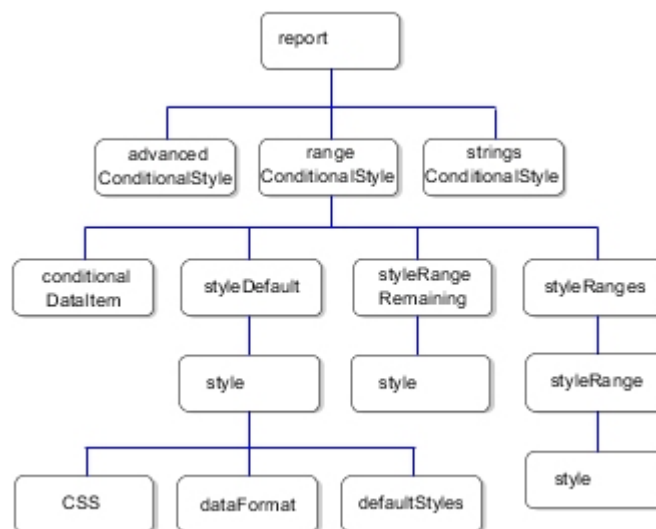 report
advanced
ConditionalStyle
range
ConditionalStyle
strings
ConditionalStyle
conditional
DataItem
styleDefault
styleRange
Remaining
styleRanges
style
style
styleRange
CSS
dataFormat
defaultStyles
style